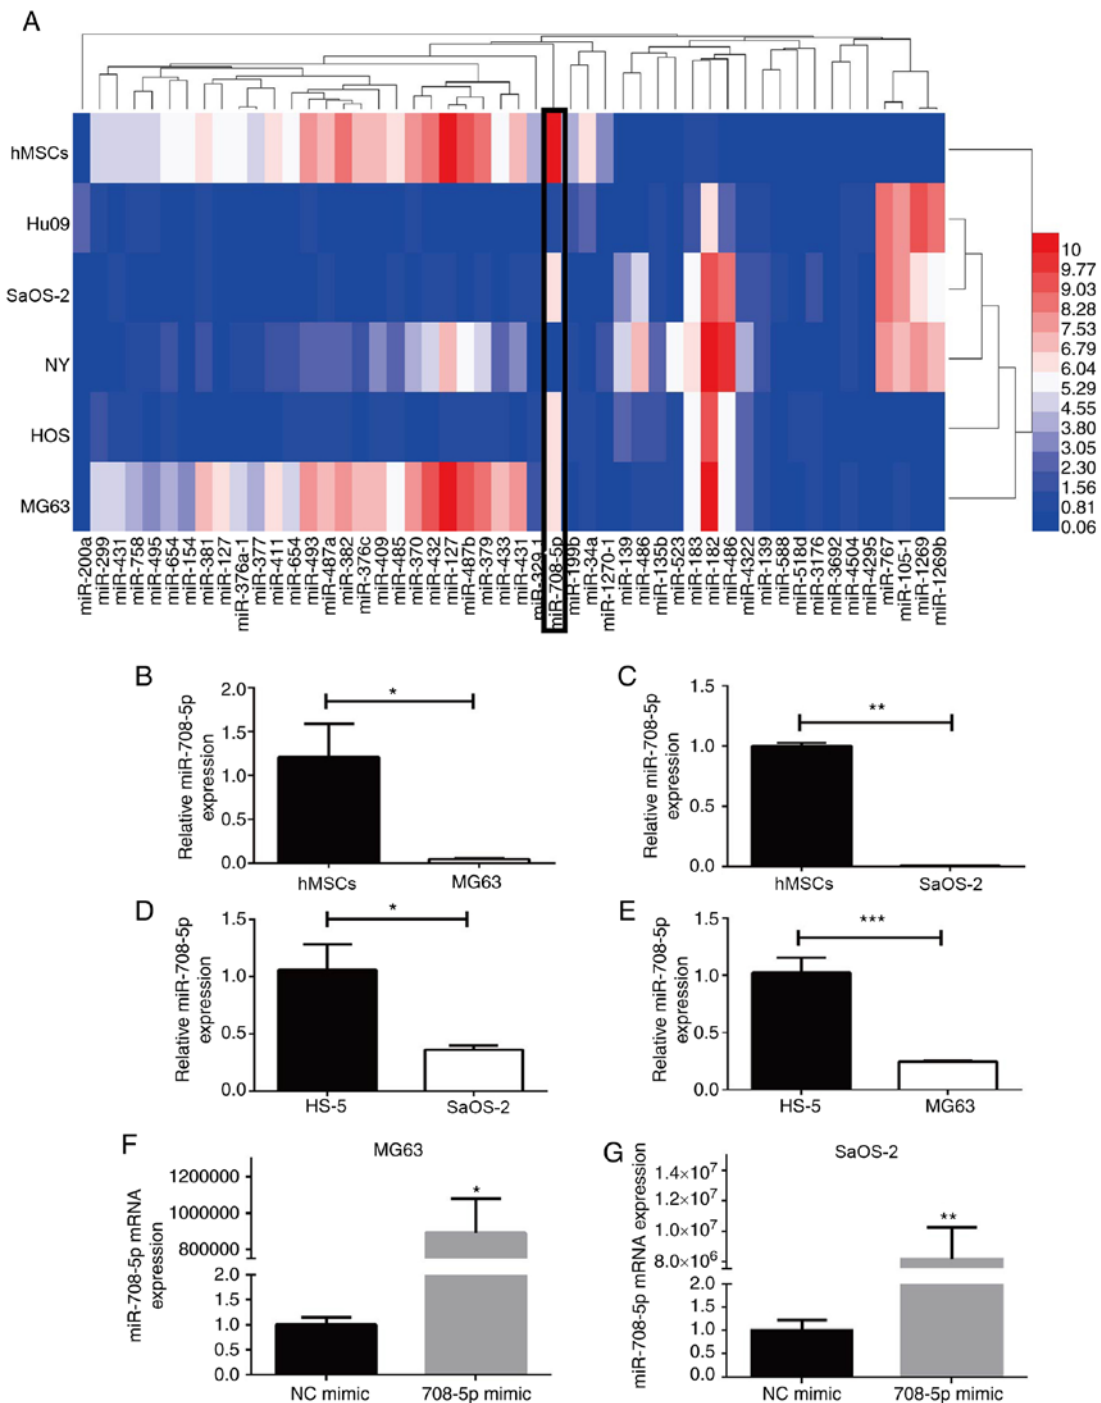 A
hMSCs
Hu09
SaOS-2
NY
HOS
MG63
10
9.77
9.03
8.28
7.53
6.79
6.04
5.29
4.55
3.80
3.05
2.30
1.56
0.81
0.06
miR-200a
miR-299
miR-431
miR-758
miR-495
miR-654
miR-154
miR-381
miR-127
miR-376a-1
miR-377
miR-411
miR-654
miR-493
miR-487a
miR-382
miR-376c
miR-409
miR-485
miR-370
miR-432
miR-127
miR-487b
miR-379
miR-433
miR-431
miR-329-1
miR-708-5p
miR-199b
miR-34a
miR-1270-1
miR-139
miR-486
miR-135b
miR-523
miR-183
miR-182
miR-486
miR-4322
miR-139
miR-588
miR-518d
miR-3176
miR-3692
miR-4504
miR-4295
miR-767
miR-105-1
miR-1269
miR-1269b
B
Relative miR-708-5p
expression
2.0
1.5
1.0
0.5
0.0
*
hMSCs
MG63
C
Relative miR-708-5p
expression
1.5
1.0
0.5
0.0
**
hMSCs
SaOS-2
D
Relative miR-708-5p
expression
1.5
1.0
0.5
0.0
*
HS-5
SaOS-2
E
Relative miR-708-5p
expression
1.5
1.0
0.5
0.0
***
HS-5
MG63
F
MG63
miR-708-5p mRNA
expression
1200000
1000000
800000
2.0
1.5
1.0
0.5
0.0
*
NC mimic
708-5p mimic
G
SaOS-2
miR-708-5p mRNA expression
1.4×10⁷
1.2×10⁷
1.0×10⁷
8.0×10⁶
2.0
1.5
1.0
0.5
0.0
**
NC mimic
708-5p mimic